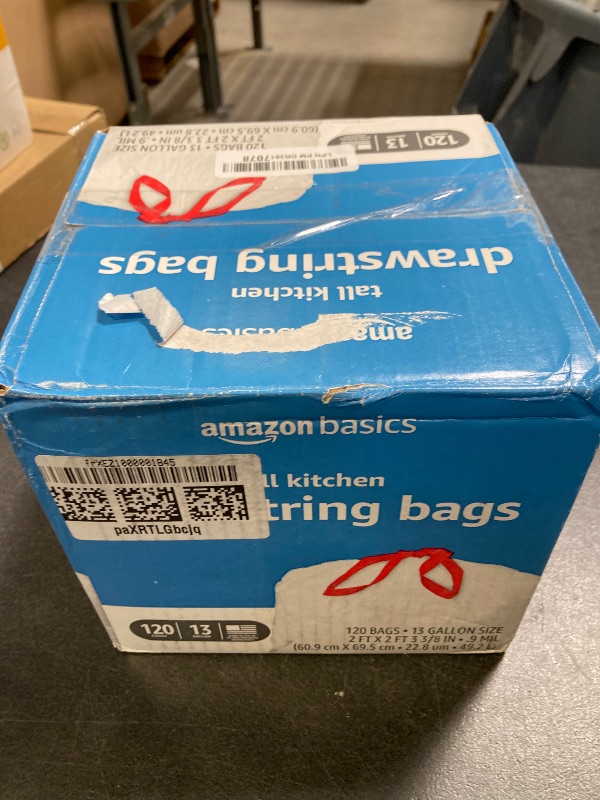 120 BAGS • 13 GALLON SIZE
2 FT X 2 FT 3 3/8 IN • .9 MIL
(60.9 cm X 69.5 cm • 22.8 um • 49.2 L)
120 13
70778
drawstring bags
tall kitchen
amazon basics
frXEZ1000001B45
paXRTLGbcjq
ll kitchen
tring bags
120 13
120 BAGS • 13 GALLON SIZE
2 FT X 2 FT 3 3/8 IN • .9 MIL
(60.9 cm X 69.5 cm • 22.8 um • 49.2 L)